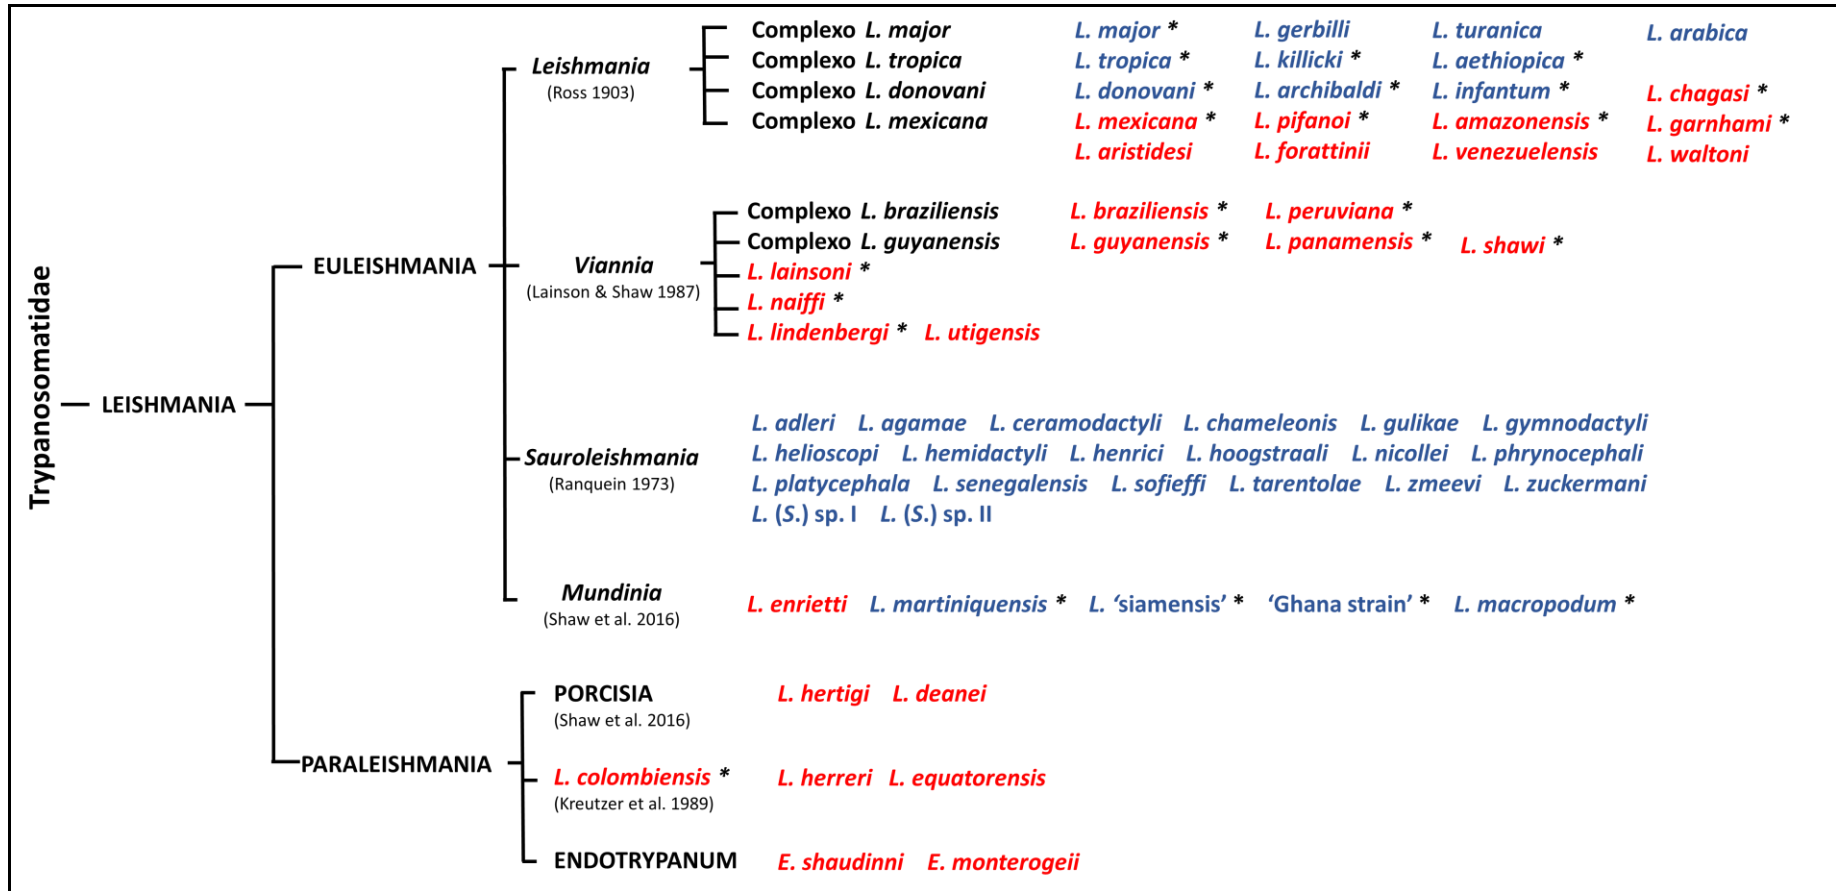 Trypanosomatidae
LEISHMANIA
EULEISHMANIA
Leishmania
(Ross 1903)
Complexo L. major L. major * L. gerbilli L. turanica L. arabica
Complexo L. tropica L. tropica * L. killicki * L. aethiopica *
Complexo L. donovani L. donovani * L. archibaldi * L. infantum * L. chagasi *
Complexo L. mexicana L. mexicana * L. pifanoi * L. amazonensis * L. garnhami *
L. aristidesi L. forattinii L. venezuelensis L. waltoni
Viannia
(Lainson & Shaw 1987)
Complexo L. braziliensis L. braziliensis * L. peruviana *
Complexo L. guyanensis L. guyanensis * L. panamensis * L. shawi *
L. lainsoni *
L. naiffi *
L. lindenbergi * L. utigensis
Sauroleishmania
(Ranquein 1973)
L. adleri L. agamae L. ceramodactyli L. chameleonis L. gulikae L. gymnodactyli
L. helioscopi L. hemidactyli L. henrici L. hoogstraali L. nicollei L. phrynocephali
L. platycephala L. senegalensis L. sofieffi L. tarentolae L. zmeevi L. zuckermani
L. (S.) sp. I L. (S.) sp. II
Mundinia
(Shaw et al. 2016)
L. enrietti L. martiniquensis * L. ‘siamensis’ * ‘Ghana strain’ * L. macropodum *
PARALEISHMANIA
PORCISIA
(Shaw et al. 2016)
L. hertigi L. deanei
L. colombiensis *
(Kreutzer et al. 1989)
L. herreri L. equatorensis
ENDOTRYPANUM
E. shaudinni E. monterogeii